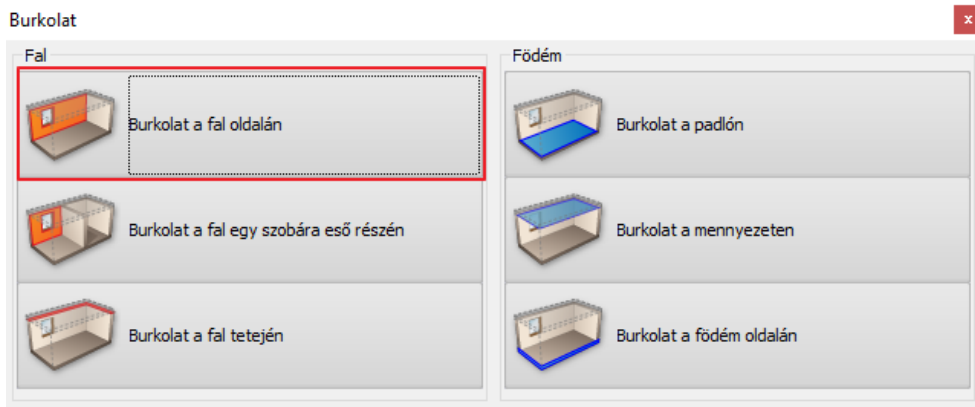 Burkolat
x
Fal
Burkolat a fal oldalán
Burkolat a fal egy szobára eső részén
Burkolat a fal tetején
Födém
Burkolat a padlón
Burkolat a mennyezeten
Burkolat a födém oldalán